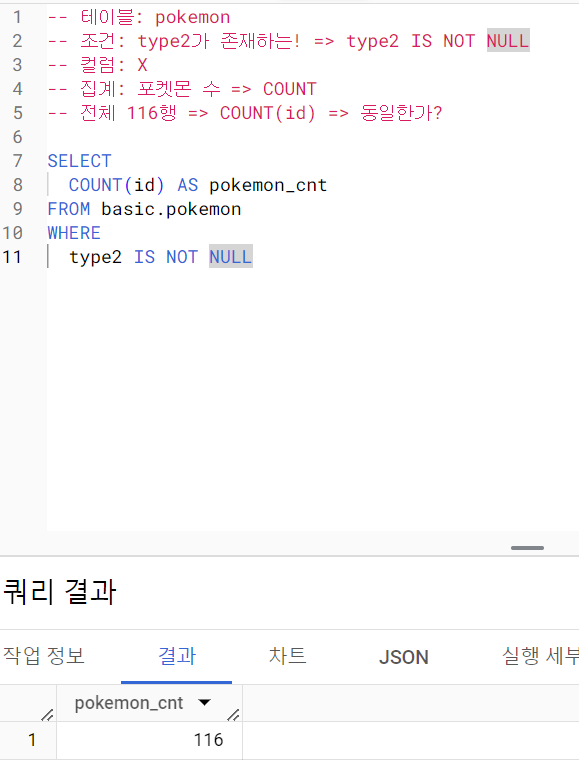 1 -- 테이블: pokemon
2 -- 조건: type2가 존재하는! => type2 IS NOT NULL
3 -- 컬럼: X
4 -- 집계: 포켓몬 수 => COUNT
5 -- 전체 116행 => COUNT(id) => 동일한가?
6
7 SELECT
8 COUNT(id) AS pokemon_cnt
9 FROM basic.pokemon
10 WHERE
11 type2 IS NOT NULL
쿼리 결과
작업 정보 결과 차트 JSON 실행 세부
pokemon_cnt
1 116